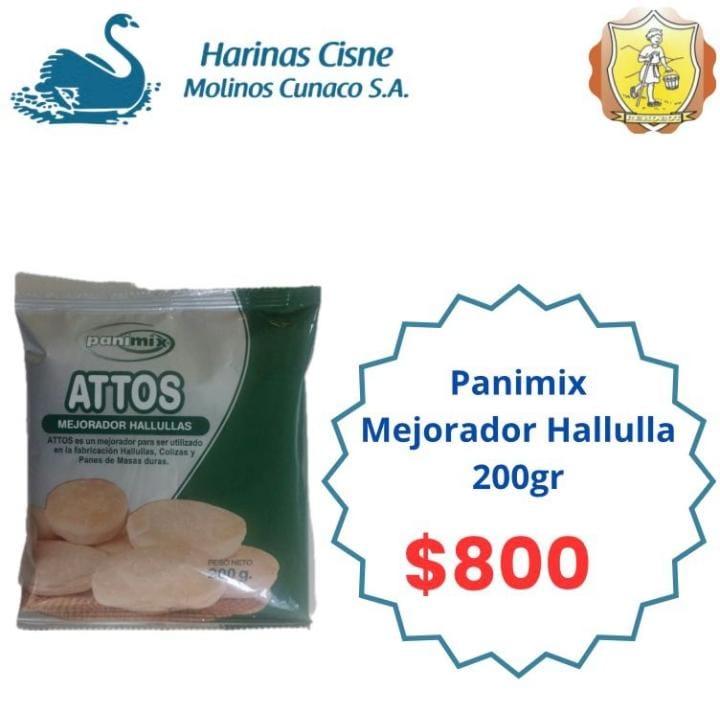 Harinas Cisne
Molinos Cunaco S.A.
panimix
ATTOS
MEJORADOR HALLULLAS
ATTOS es un mejorador para ser utilizado
en la fabricación Hallullas, Colizas y
Panes de Masas duras.
PESO NETO
200 g.
Panimix
Mejorador Hallulla
200gr
$800